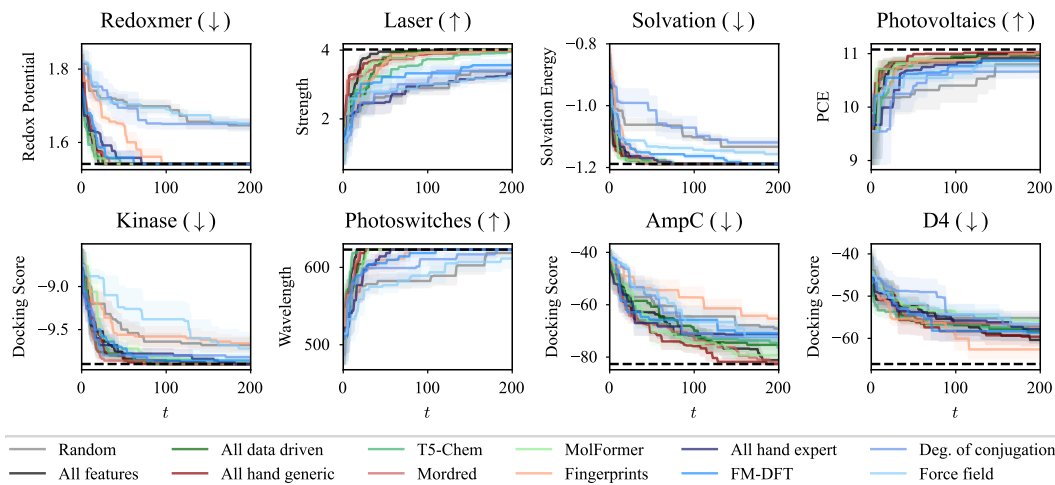 Redoxmer (↓)
Laser (↑)
Solvation (↓)
Photovoltaics (↑)
Redox Potential
1.8
1.6
0
100
200
Strength
4
2
0
100
200
Solvation Energy
−0.8
−1.0
−1.2
0
100
200
PCE
11
10
9
0
100
200
Kinase (↓)
Photoswitches (↑)
AmpC (↓)
D4 (↓)
Docking Score
−9.0
−9.5
0
100
200
t
Wavelength
600
500
0
100
200
t
Docking Score
−40
−60
−80
0
100
200
t
Docking Score
−40
−50
−60
0
100
200
t
Random
All data driven
T5-Chem
MolFormer
All hand expert
Deg. of conjugation
All features
All hand generic
Mordred
Fingerprints
FM-DFT
Force field